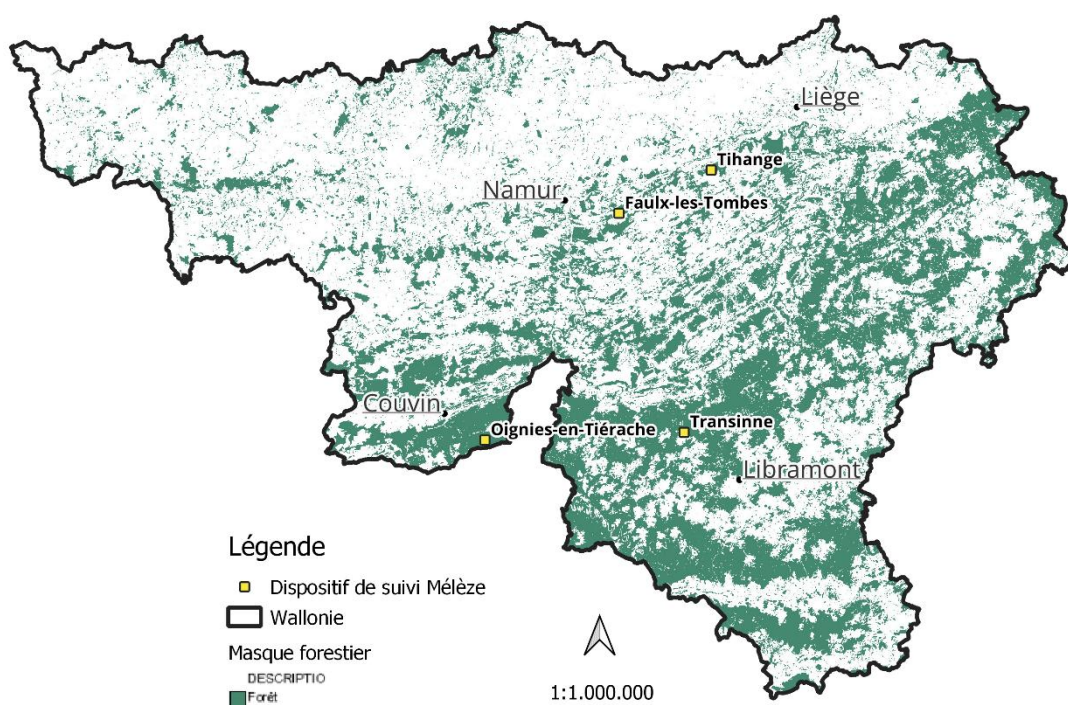 Liège
Tihange
Namur
Faulx-les-Tombes
Couvin
Oignies-en-Tiérache
Transinne
Libramont
Légende
Dispositif de suivi Mélèze
Wallonie
Masque forestier
DESCRIPTIO
Forêt
1:1.000.000